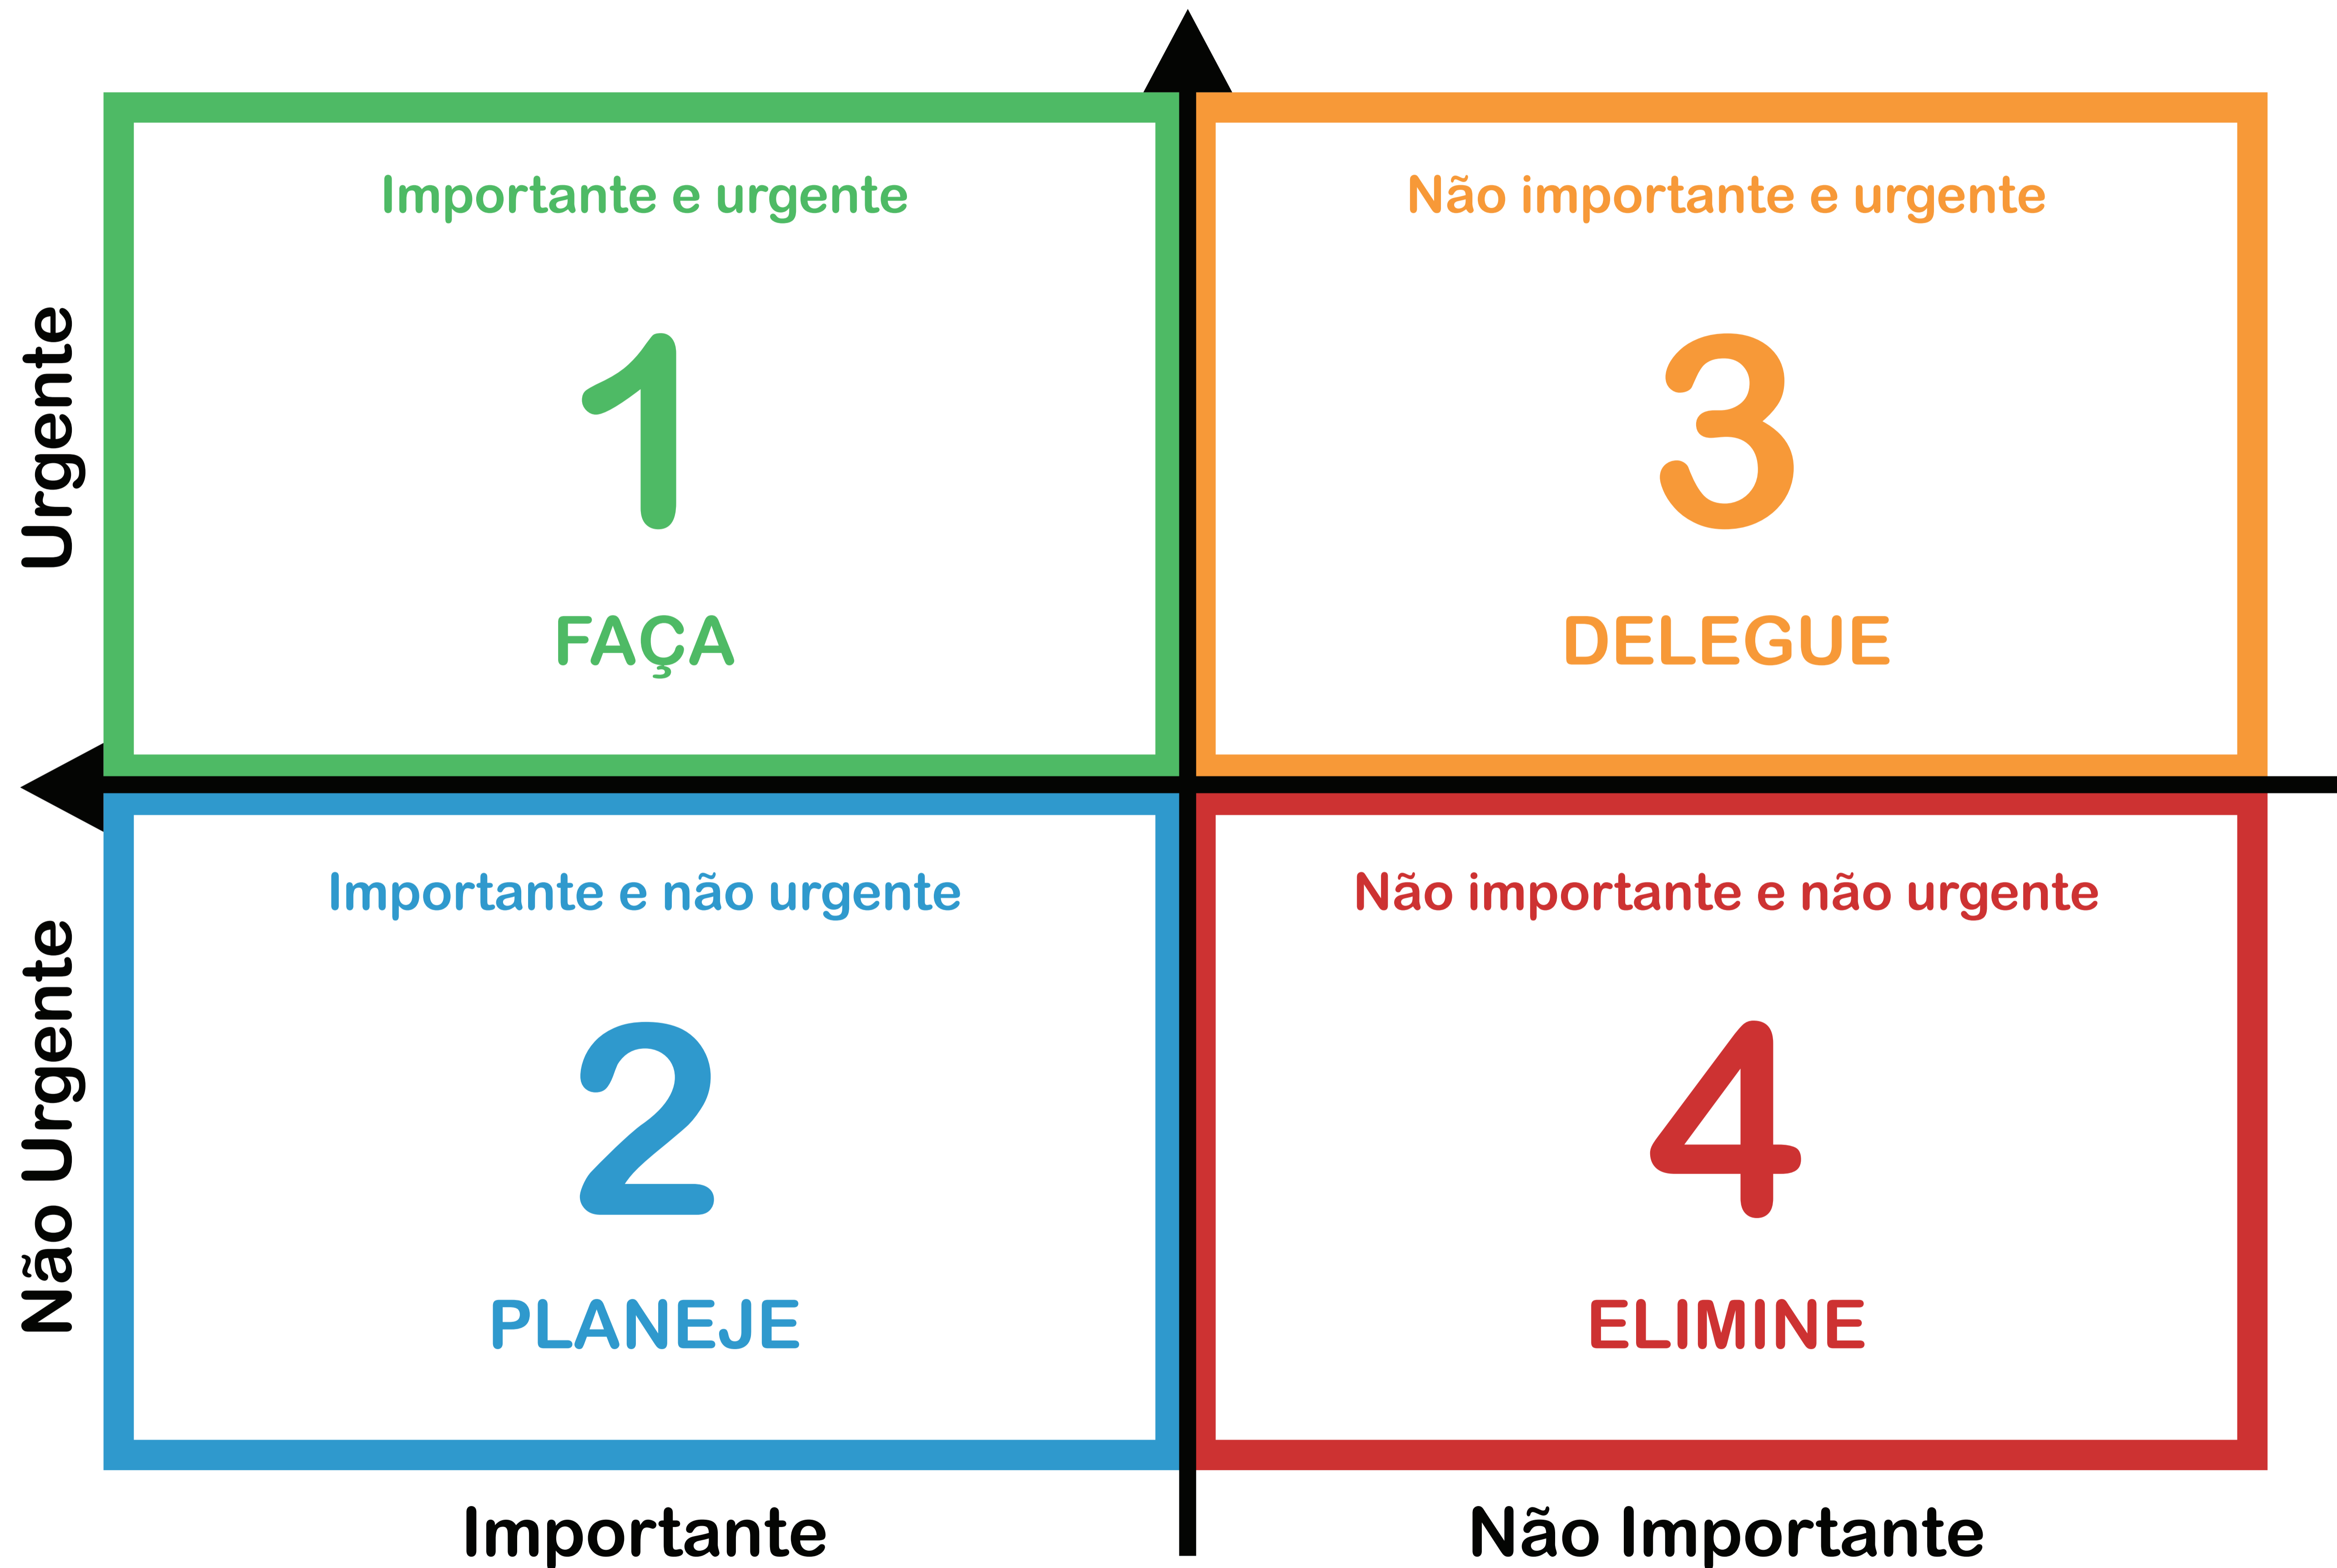 Urgente
Importante e urgente
1
FAÇA
Não importante e urgente
3
DELEGUE
Não Urgente
Importante e não urgente
2
PLANEJE
Não importante e não urgente
4
ELIMINE
Importante
Não Importante